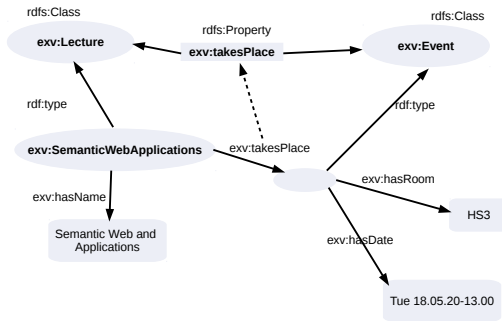 rdfs:Class
rdfs:Property
rdfs:Class
exv:Lecture
exv:takesPlace
exv:Event
rdf:type
rdf:type
exv:SemanticWebApplications
exv:takesPlace
exv:hasName
exv:hasRoom
HS3
Semantic Web and
Applications
exv:hasDate
Tue 18.05.20-13.00